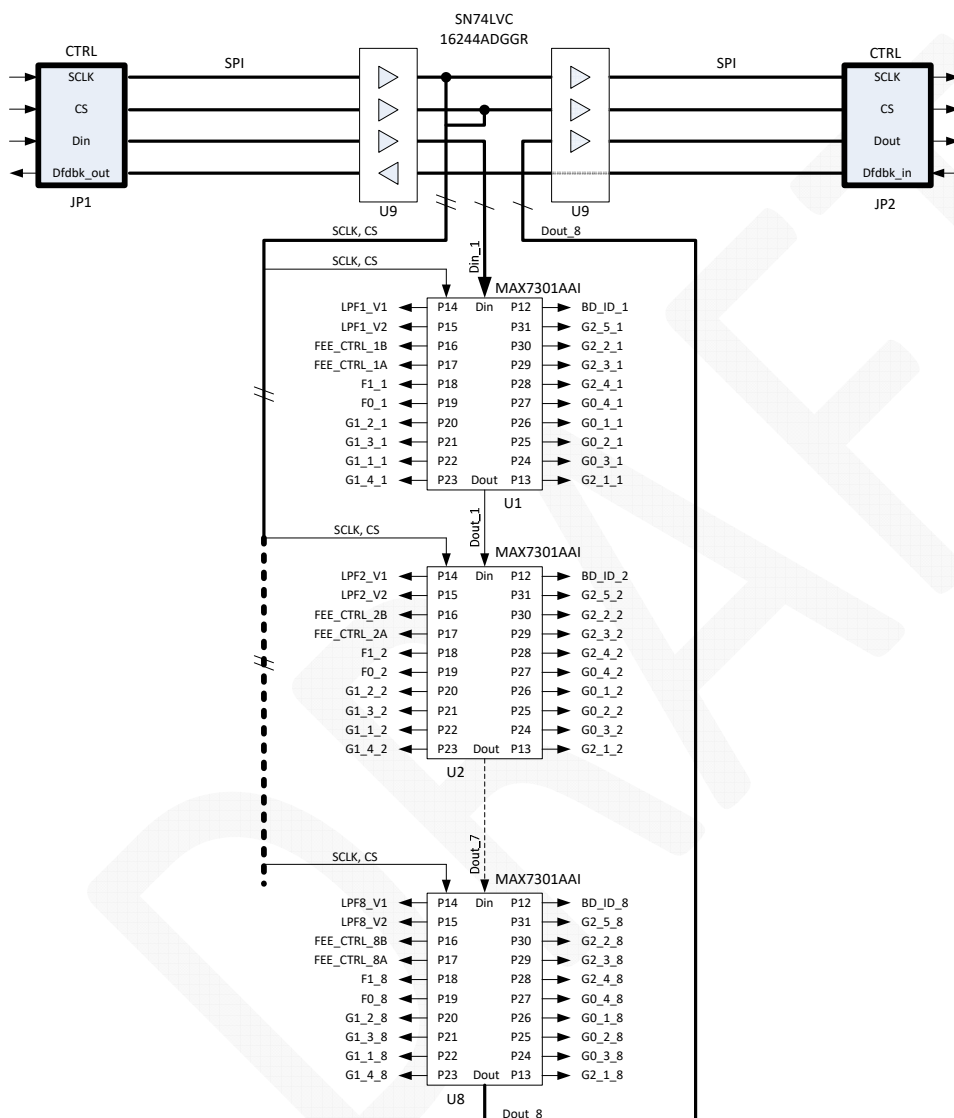 SN74LVC
16244ADGGR
CTRL
SPI
SPI
CTRL
SCLK
SCLK
CS
CS
Din
Dout
Dfdbk_out
Dfdbk_in
JP1
U9
U9
JP2
SCLK, CS
Dout_8
Din_1
SCLK, CS
MAX7301AAI
LPF1_V1 P14 Din P12 BD_ID_1
LPF1_V2 P15 P31 G2_5_1
FEE_CTRL_1B P16 P30 G2_2_1
FEE_CTRL_1A P17 P29 G2_3_1
F1_1 P18 P28 G2_4_1
F0_1 P19 P27 G0_4_1
G1_2_1 P20 P26 G0_1_1
G1_3_1 P21 P25 G0_2_1
G1_1_1 P22 P24 G0_3_1
G1_4_1 P23 Dout P13 G2_1_1
U1
Dout_1
SCLK, CS
MAX7301AAI
LPF2_V1 P14 Din P12 BD_ID_2
LPF2_V2 P15 P31 G2_5_2
FEE_CTRL_2B P16 P30 G2_2_2
FEE_CTRL_2A P17 P29 G2_3_2
F1_2 P18 P28 G2_4_2
F0_2 P19 P27 G0_4_2
G1_2_2 P20 P26 G0_1_2
G1_3_2 P21 P25 G0_2_2
G1_1_2 P22 P24 G0_3_2
G1_4_2 P23 Dout P13 G2_1_2
U2
Dout_7
SCLK, CS
MAX7301AAI
LPF8_V1 P14 Din P12 BD_ID_8
LPF8_V2 P15 P31 G2_5_8
FEE_CTRL_8B P16 P30 G2_2_8
FEE_CTRL_8A P17 P29 G2_3_8
F1_8 P18 P28 G2_4_8
F0_8 P19 P27 G0_4_8
G1_2_8 P20 P26 G0_1_8
G1_3_8 P21 P25 G0_2_8
G1_1_8 P22 P24 G0_3_8
G1_4_8 P23 Dout P13 G2_1_8
U8
Dout_8
DRAFT